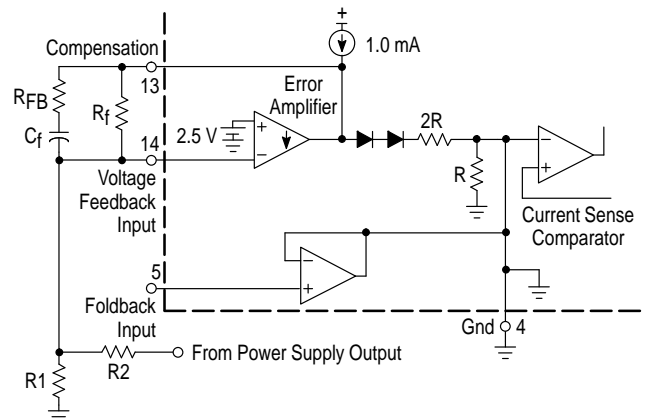 +
1.0 mA
Compensation
13
Error
Amplifier
RFB
Rf
Cf
2.5 V
+
−
2R
R
−
+
14
Voltage
Feedback
Input
Current Sense
Comparator
−
+
5
Foldback
Input
Gnd
4
R2
From Power Supply Output
R1